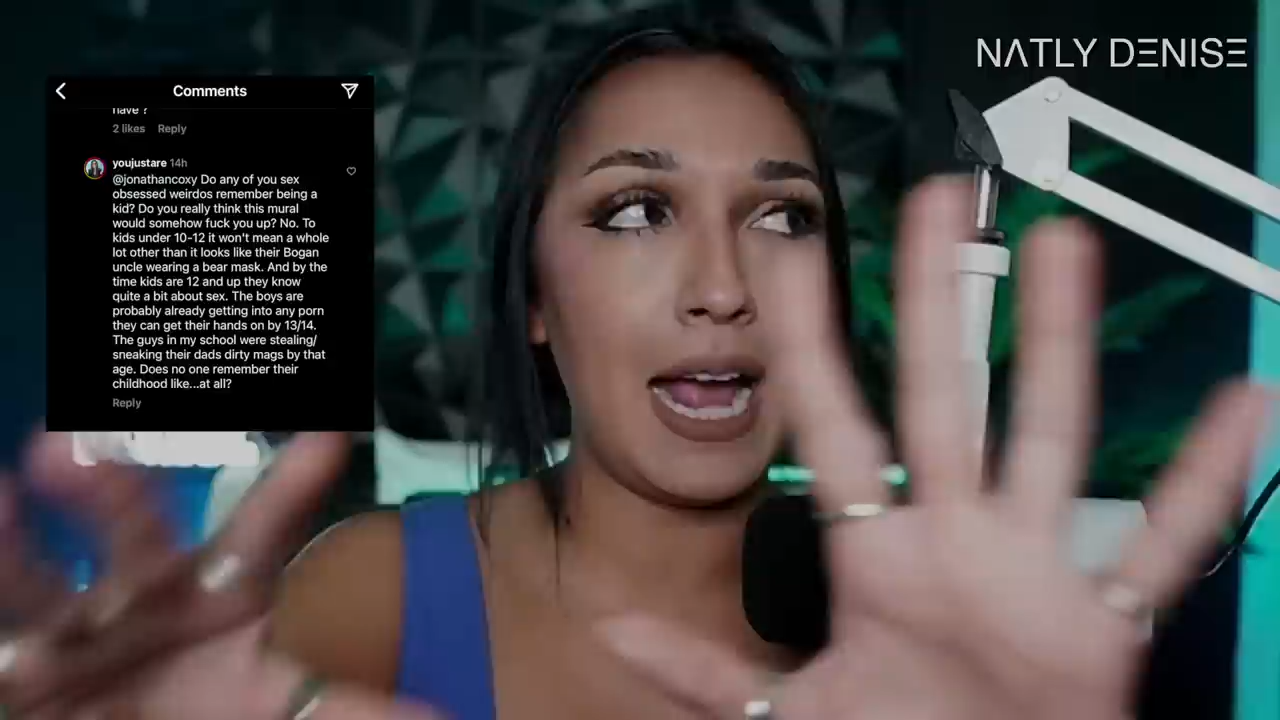 NATLY DENISE
Comments
have ?
2 likes Reply
youjustare 14h
@jonathancoxy Do any of you sex
obsessed weirdos remember being a
kid? Do you really think this mural
would somehow fuck you up? No. To
kids under 10-12 it won't mean a whole
lot other than it looks like their Bogan
uncle wearing a bear mask. And by the
time kids are 12 and up they know
quite a bit about sex. The boys are
probably already getting into any porn
they can get their hands on by 13/14.
The guys in my school were stealing/
sneaking their dads dirty mags by that
age. Does no one remember their
childhood like...at all?
Reply